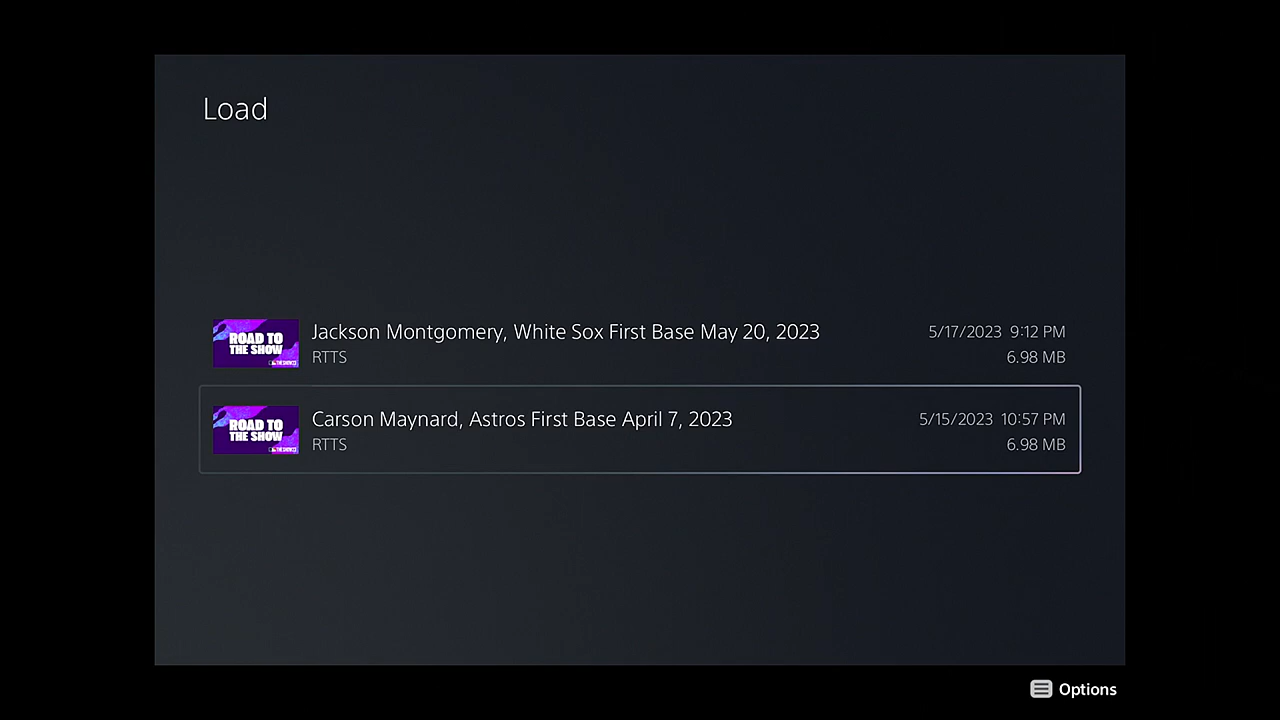 Load
ROAD TO
THE SHOW
Jackson Montgomery, White Sox First Base May 20, 2023
5/17/2023 9:12 PM
RTTS
6.98 MB
ROAD TO
THE SHOW
Carson Maynard, Astros First Base April 7, 2023
5/15/2023 10:57 PM
RTTS
6.98 MB
Options